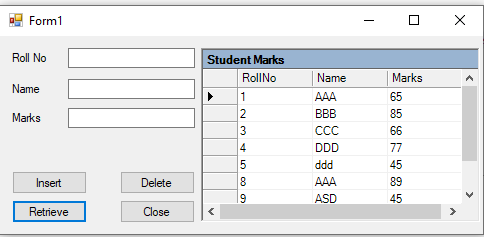 Form1
Roll No
Name
Marks
Insert Delete
Retrieve Close
Student Marks
RollNo Name Marks
1 AAA 65
2 BBB 85
3 CCC 66
4 DDD 77
5 ddd 45
8 AAA 89
9 ASD 45